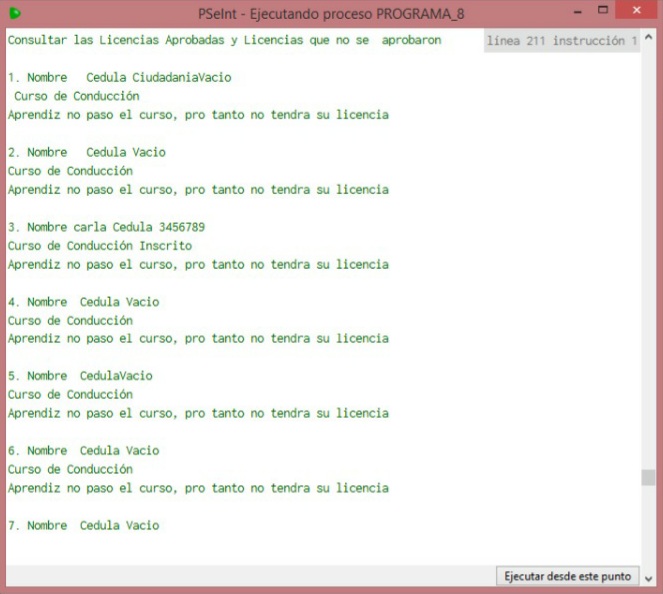 PSeInt - Ejecutando proceso PROGRAMA_8
Consultar las Licencias Aprobadas y Licencias que no se  aprobaron
línea 211 instrucción 1
1. Nombre   Cedula CiudadaniaVacio
 Curso de Conducción
Aprendiz no paso el curso, pro tanto no tendra su licencia
2. Nombre   Cedula Vacio
Curso de Conducción
Aprendiz no paso el curso, pro tanto no tendra su licencia
3. Nombre carla Cedula 3456789
Curso de Conducción Inscrito
Aprendiz no paso el curso, pro tanto no tendra su licencia
4. Nombre  Cedula Vacio
Curso de Conducción
Aprendiz no paso el curso, pro tanto no tendra su licencia
5. Nombre  CedulaVacio
Curso de Conducción
Aprendiz no paso el curso, pro tanto no tendra su licencia
6. Nombre  Cedula Vacio
Curso de Conducción
Aprendiz no paso el curso, pro tanto no tendra su licencia
7. Nombre  Cedula Vacio
Ejecutar desde este punto